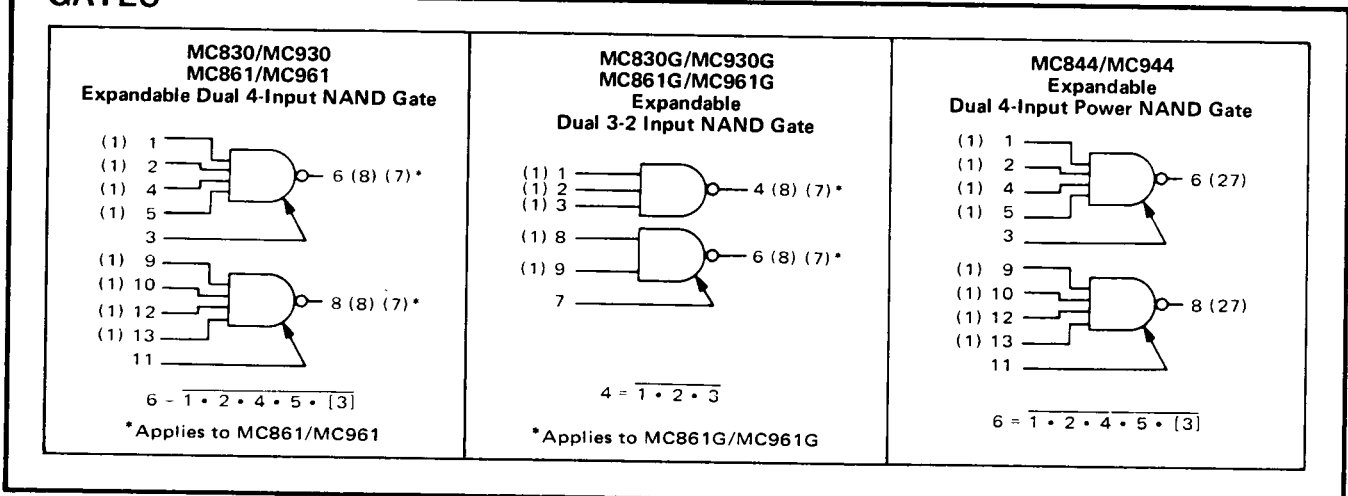 GATES
MC830/MC930
MC861/MC961
Expandable Dual 4-Input NAND Gate
(1) 1
(1) 2
(1) 4
(1) 5
3
6 (8) (7)*
(1) 9
(1) 10
(1) 12
(1) 13
11
8 (8) (7)*
6 - 1 • 2 • 4 • 5 • [3]
*Applies to MC861/MC961
MC830G/MC930G
MC861G/MC961G
Expandable
Dual 3-2 Input NAND Gate
(1) 1
(1) 2
(1) 3
4 (8) (7)*
(1) 8
(1) 9
7
6 (8) (7)*
4 = 1 • 2 • 3
*Applies to MC861G/MC961G
MC844/MC944
Expandable
Dual 4-Input Power NAND Gate
(1) 1
(1) 2
(1) 4
(1) 5
3
6 (27)
(1) 9
(1) 10
(1) 12
(1) 13
11
8 (27)
6 = 1 • 2 • 4 • 5 • [3]